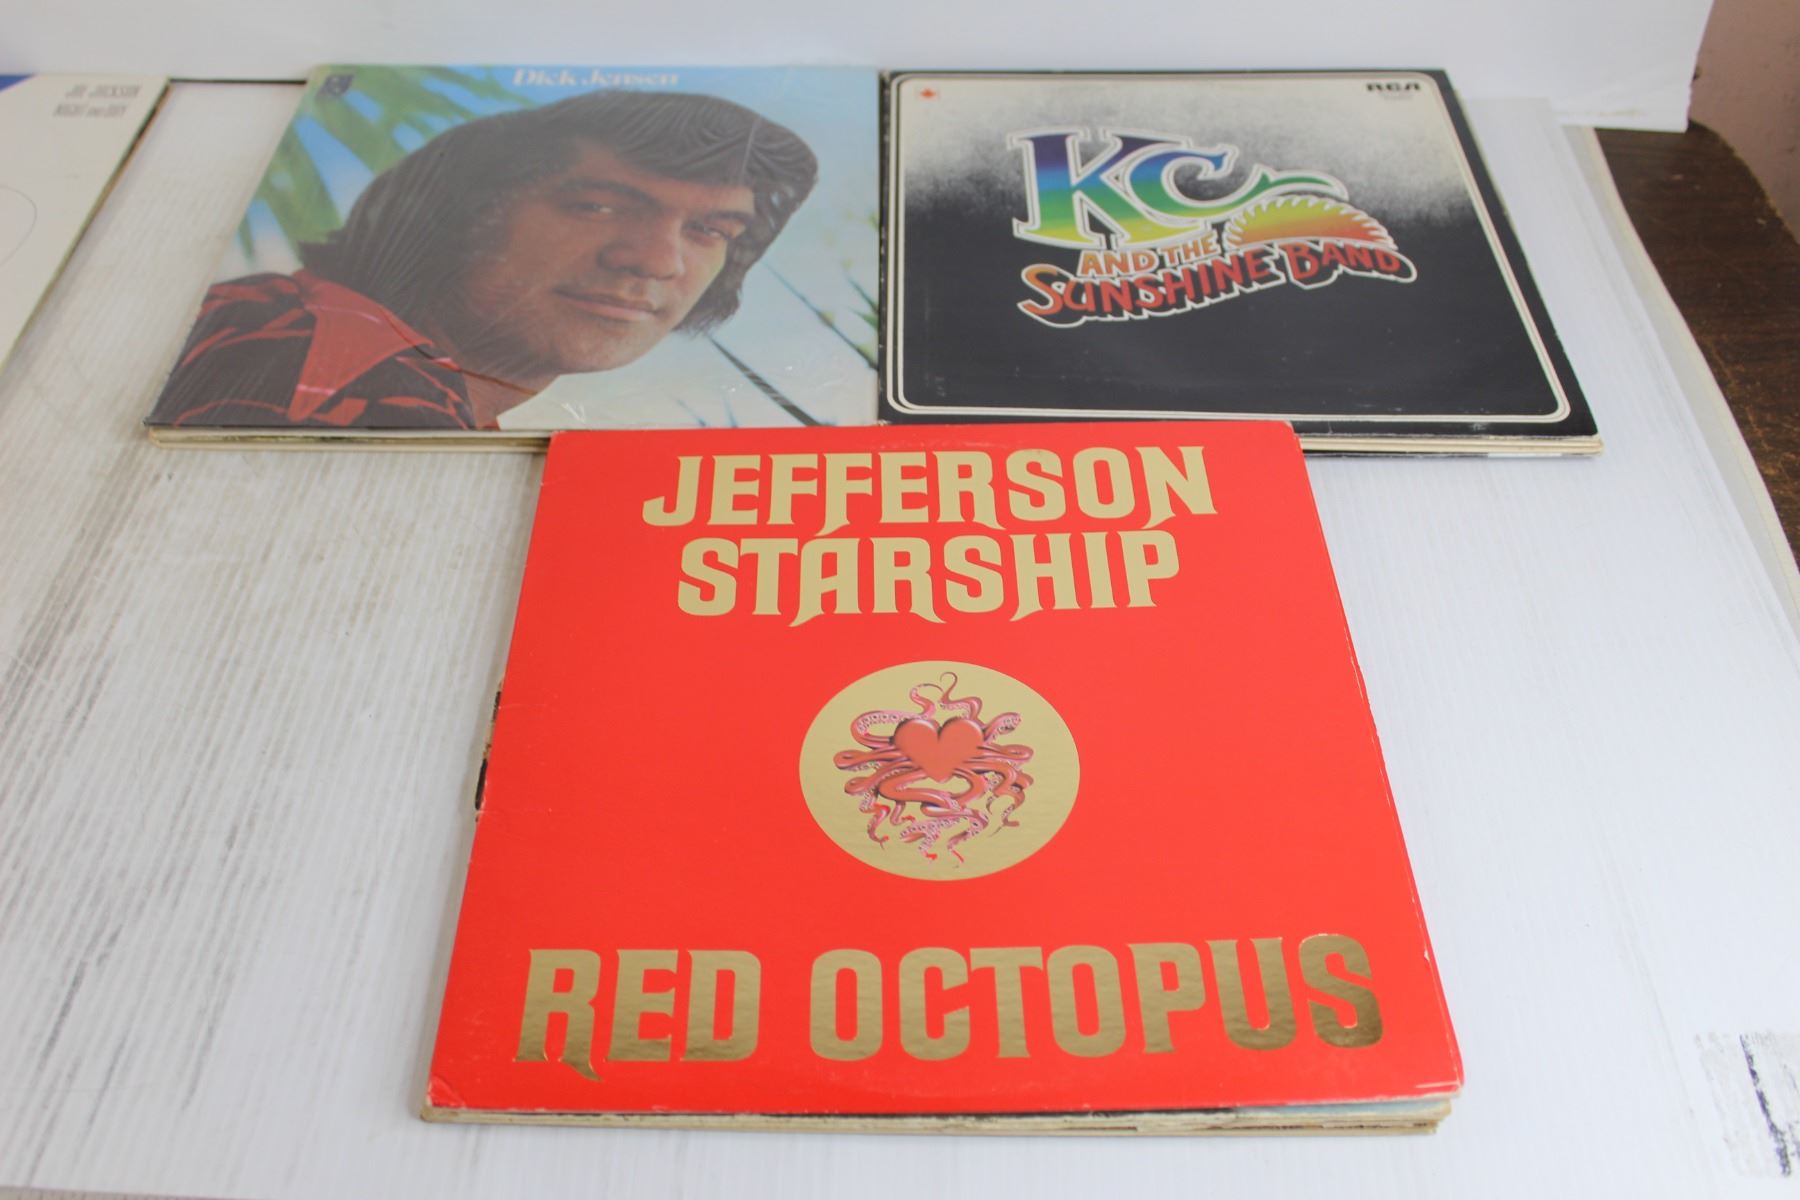 JOE JACKSON
NIGHT AND DAY
Dick Jensen
RCA
KC
AND THE
SUNSHINE BAND
JEFFERSON
STARSHIP
RED OCTOPUS